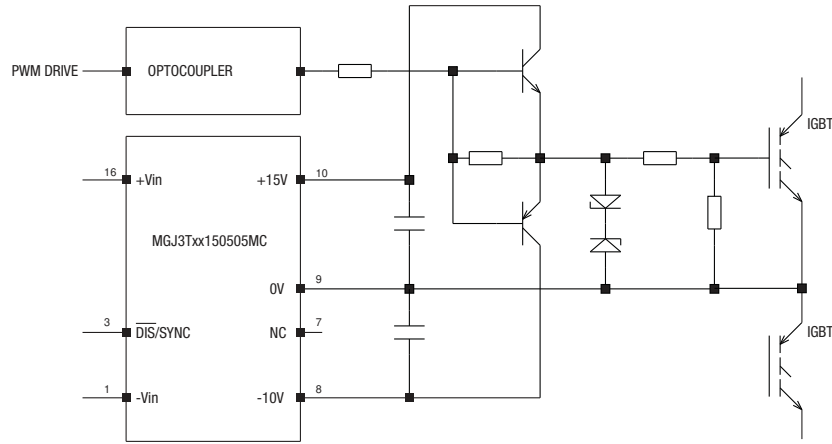 PWM DRIVE
OPTOCOUPLER
IGBT
16
+Vin
+15V
10
MGJ3Txx150505MC
0V
9
3
DIS/SYNC
NC
7
IGBT
1
-Vin
-10V
8